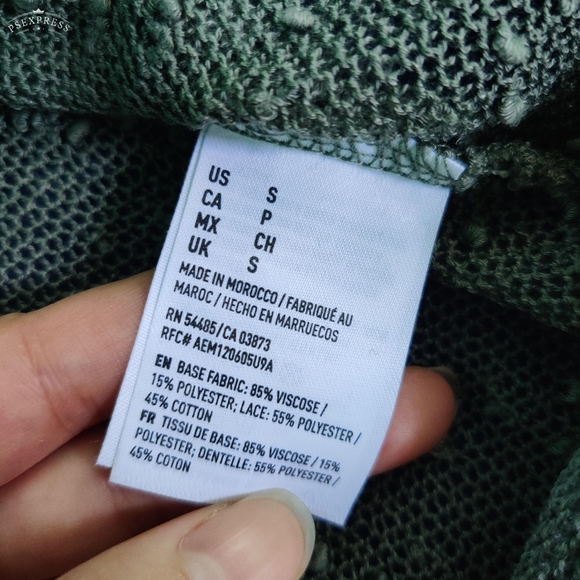 PSEXPRESS
US S
CA P
MX CH
UK S
MADE IN MOROCCO / FABRIQUÉ AU
MAROC / HECHO EN MARRUECOS
RN 54485/CA 03873
RFC# AEM120605U9A
EN BASE FABRIC: 85% VISCOSE /
15% POLYESTER; LACE: 55% POLYESTER /
45% COTTON
FR TISSU DE BASE: 85% VISCOSE / 15%
POLYESTER; DENTELLE: 55% POLYESTER /
45% COTON